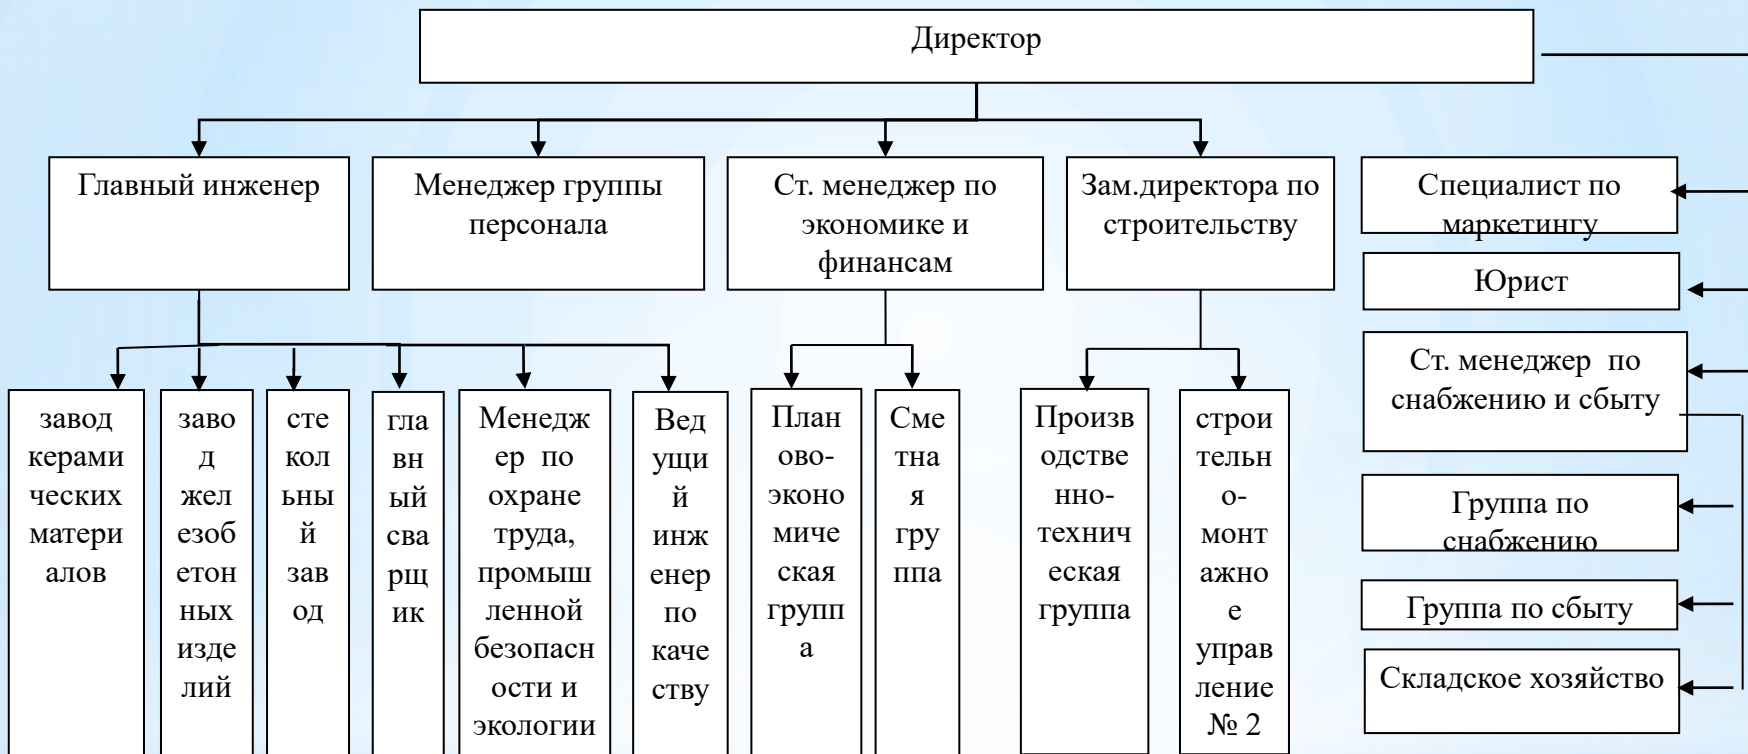 Директор
Главный инженер
Менеджер группы
персонала
Ст. менеджер по
экономике и
финансам
Зам.директора по
строительству
Специалист по
маркетингу
Юрист
Ст. менеджер по
снабжению и сбыту
Группа по
снабжению
Группа по сбыту
Складское хозяйство
завод
керами
ческих
матери
алов
заво
д
жел
езоб
етон
ных
изде
лий
сте
кол
ьны
й
зав
од
гла
вн
ый
сва
рщ
ик
Менедж
ер по
охране
труда,
промыш
ленной
безопасн
ости и
экологии
Вед
ущи
й
инж
енер
по
каче
ству
План
ово-
эконо
миче
ская
групп
а
Сме
тна
я
гру
ппа
Произв
одстве
нно-
технич
еская
группа
строи
тельн
о-
монт
ажно
е
управ
ление
№ 2